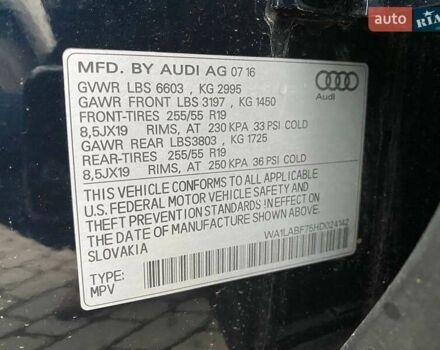 auto RIA
MFD. BY AUDI AG 07 16
GVWR LBS 6603 , KG 2995
GAWR FRONT LBS 3197 , KG 1450
FRONT-TIRES 255/55 R19
8,5JX19 RIMS, AT 230 KPA 33 PSI COLD
GAWR REAR LBS3803 , KG 1725
REAR-TIRES 255/55 R19
8,5JX19 RIMS, AT 250 KPA 36 PSI COLD
THIS VEHICLE CONFORMS TO ALL APPLICABLE
U.S. FEDERAL MOTOR VEHICLE SAFETY AND
THEFT PREVENTION STANDARDS IN EFFECT ON
THE DATE OF MANUFACTURE SHOWN ABOVE.
SLOVAKIA
Audi
WA1LABF75HD024142
TYPE:
MPV